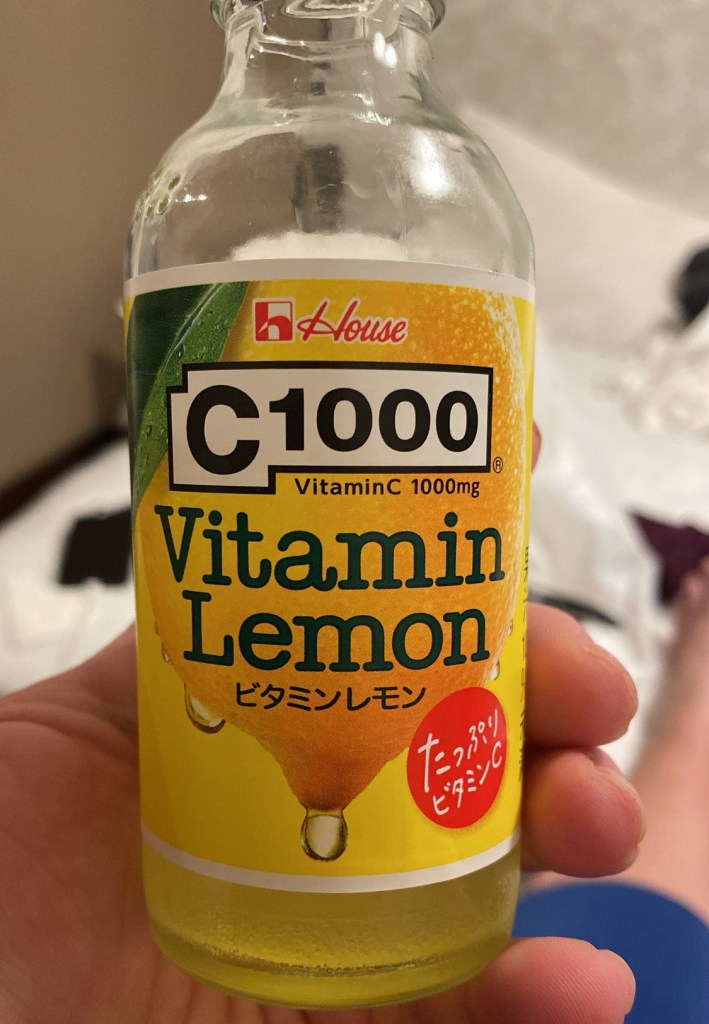 House
C1000®
VitaminC 1000mg
Vitamin
Lemon
ビタミンレモン
たっぷり
ビタミンC